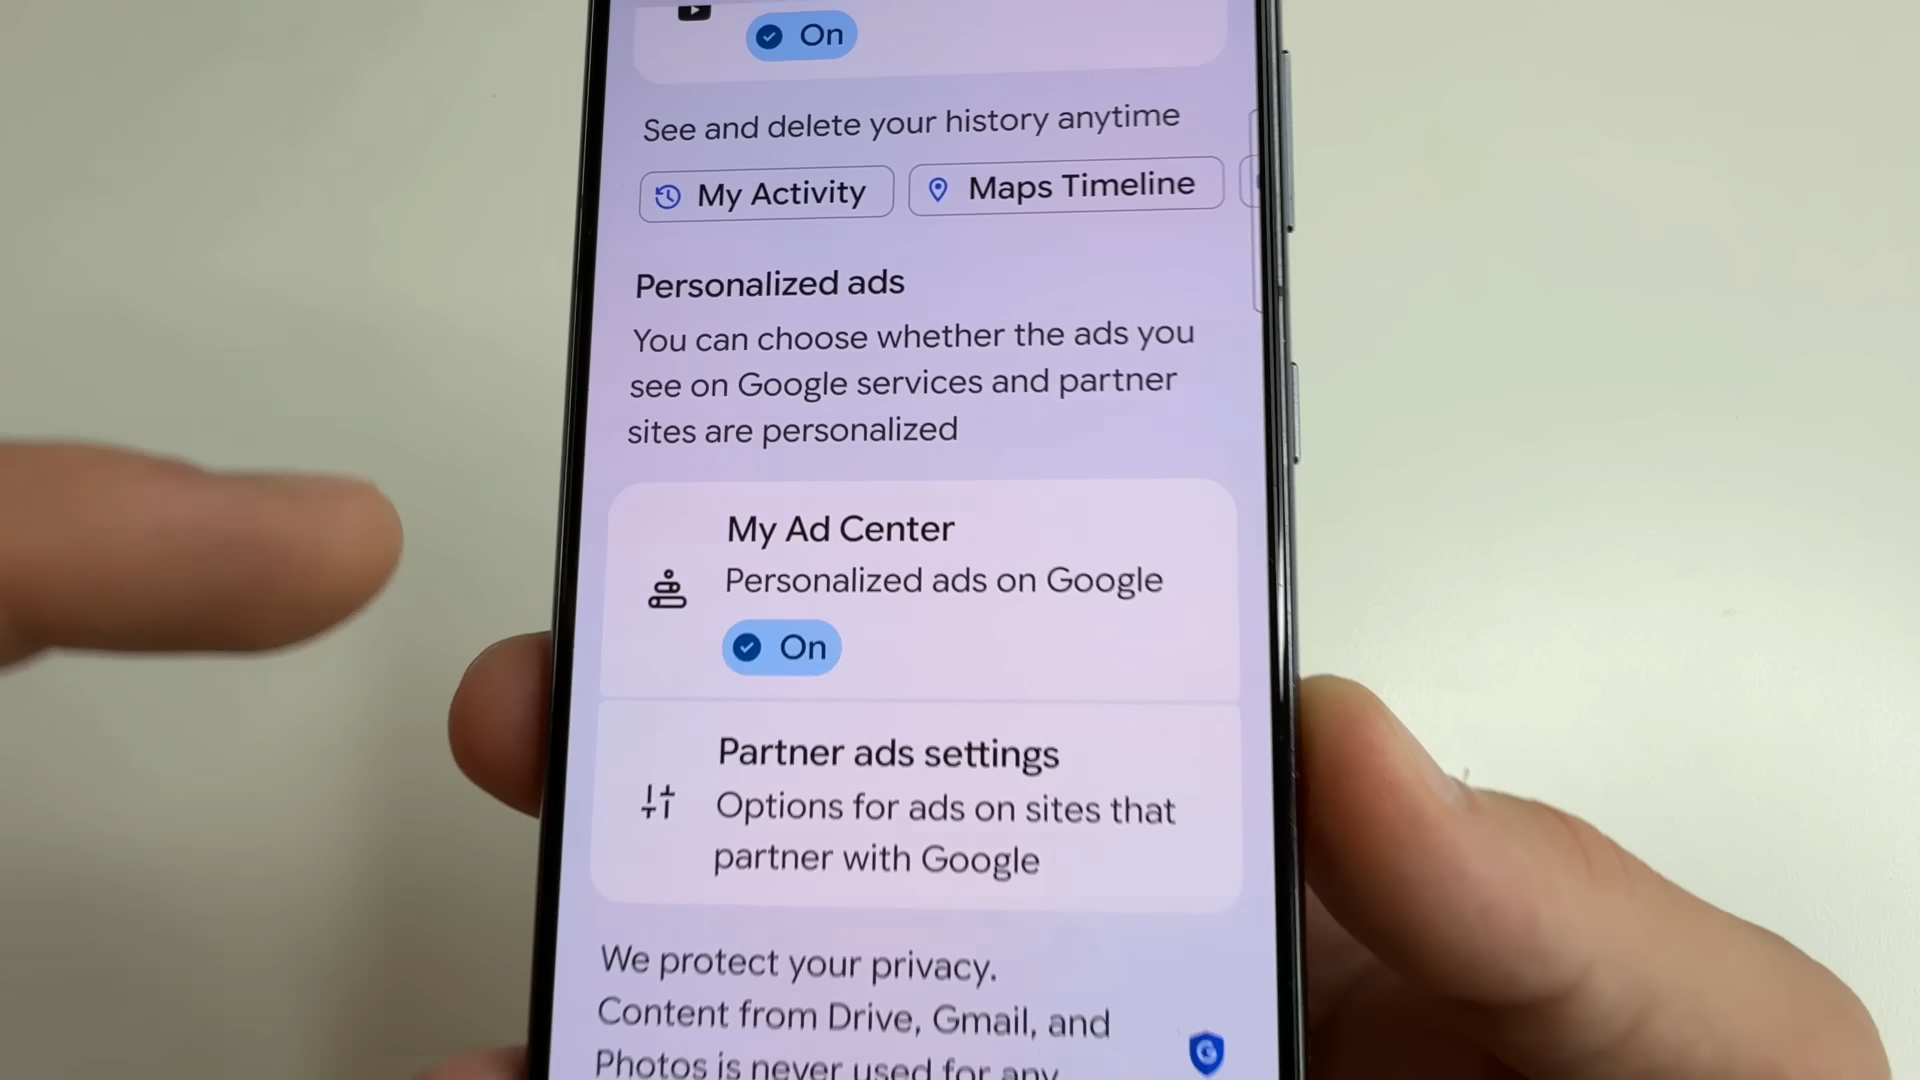 On
See and delete your history anytime
My Activity
Maps Timeline
Personalized ads
You can choose whether the ads you
see on Google services and partner
sites are personalized
My Ad Center
Personalized ads on Google
On
Partner ads settings
Options for ads on sites that
partner with Google
We protect your privacy.
Content from Drive, Gmail, and
Photos is never used for any